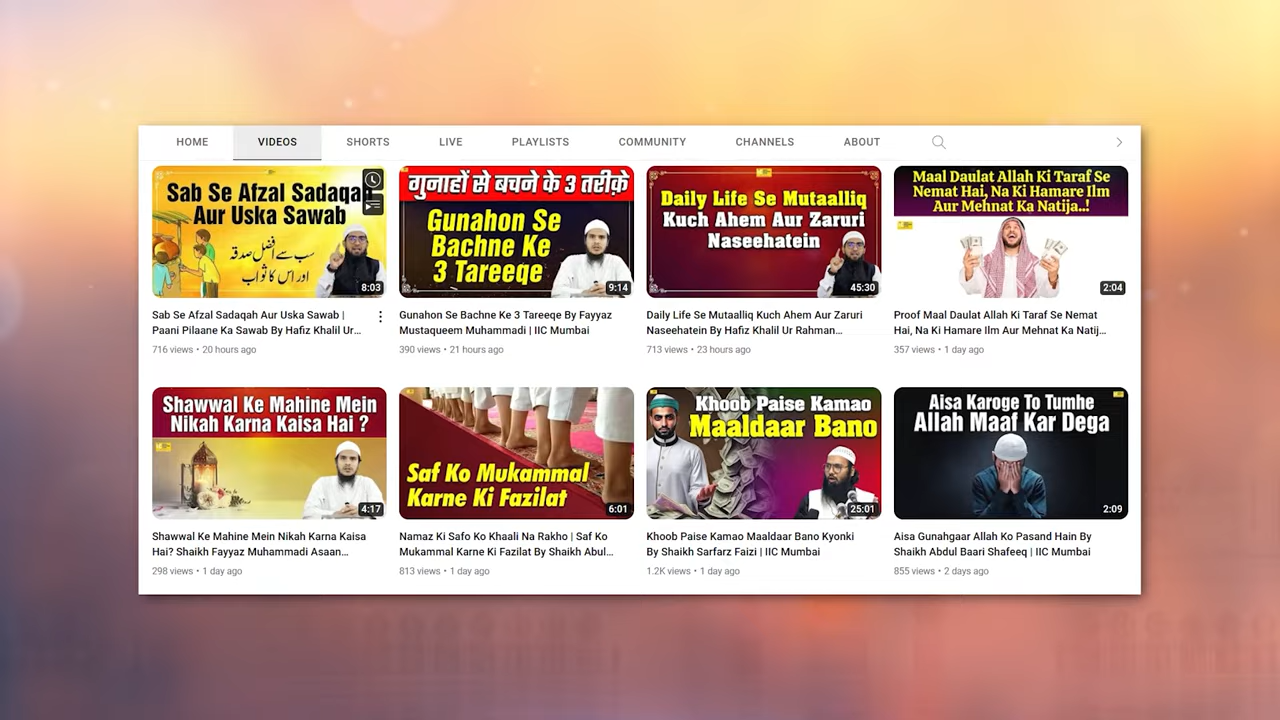 HOME VIDEOS SHORTS LIVE PLAYLISTS COMMUNITY CHANNELS ABOUT
Sab Se Afzal Sadaqah
Aur Uska Sawab
سب سے افضل صدقہ
اور اس کا ثواب
8:03
गुनाहों से बचने के 3 तरीक़े
Gunahon Se
Bachne Ke
3 Tareeqe
9:14
Daily Life Se Mutaalliq
Kuch Ahem Aur Zaruri
Naseehatein
45:30
Maal Daulat Allah Ki Taraf Se
Nemat Hai, Na Ki Hamare Ilm
Aur Mehnat Ka Natija..!
2:04
Sab Se Afzal Sadaqah Aur Uska Sawab |
Paani Pilaane Ka Sawab By Hafiz Khalil Ur...
716 views • 20 hours ago
Gunahon Se Bachne Ke 3 Tareeqe By Fayyaz
Mustaqueem Muhammadi | IIC Mumbai
390 views • 21 hours ago
Daily Life Se Mutaalliq Kuch Ahem Aur Zaruri
Naseehatein By Hafiz Khalil Ur Rahman...
713 views • 23 hours ago
Proof Maal Daulat Allah Ki Taraf Se Nemat
Hai, Na Ki Hamare Ilm Aur Mehnat Ka Natij...
357 views • 1 day ago
Shawwal Ke Mahine Mein
Nikah Karna Kaisa Hai ?
4:17
Saf Ko Mukammal
Karne Ki Fazilat
6:01
Khoob Paise Kamao
Maaldaar Bano
25:01
Aisa Karoge To Tumhe
Allah Maaf Kar Dega
2:09
Shawwal Ke Mahine Mein Nikah Karna Kaisa
Hai? Shaikh Fayyaz Muhammadi Asaan...
298 views • 1 day ago
Namaz Ki Safo Ko Khaali Na Rakho | Saf Ko
Mukammal Karne Ki Fazilat By Shaikh Abul...
813 views • 1 day ago
Khoob Paise Kamao Maaldaar Bano Kyonki
By Shaikh Sarfarz Faizi | IIC Mumbai
1.2K views • 1 day ago
Aisa Gunahgaar Allah Ko Pasand Hain By
Shaikh Abdul Baari Shafeeq | IIC Mumbai
855 views • 2 days ago